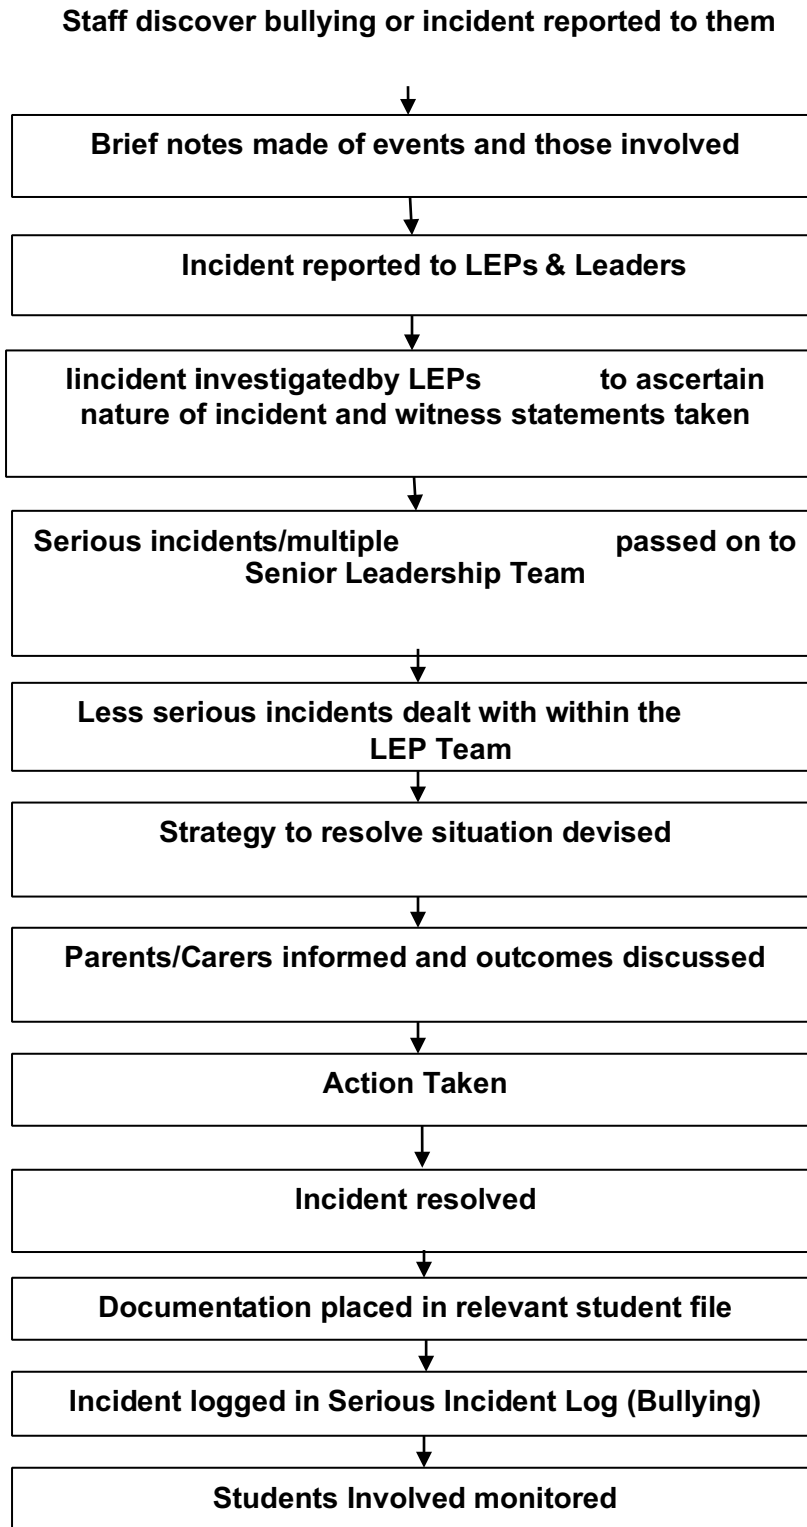 Staff discover bullying or incident reported to them
Brief notes made of events and those involved
Incident reported to LEPs & Leaders
Iincident Investigatedby LEPs to ascertain
nature of incident and witness statements taken
Serious incidents/multiple passed on to
Senior Leadership Team
Less serious incidents dealt with within the
LEP Team
Strategy to resolve situation devised
Parents/Carers informed and outcomes discussed
Action Taken
Incident resolved
Documentation placed in relevant student file
Incident logged in Serious Incident Log (Bullying)
Students Involved monitored